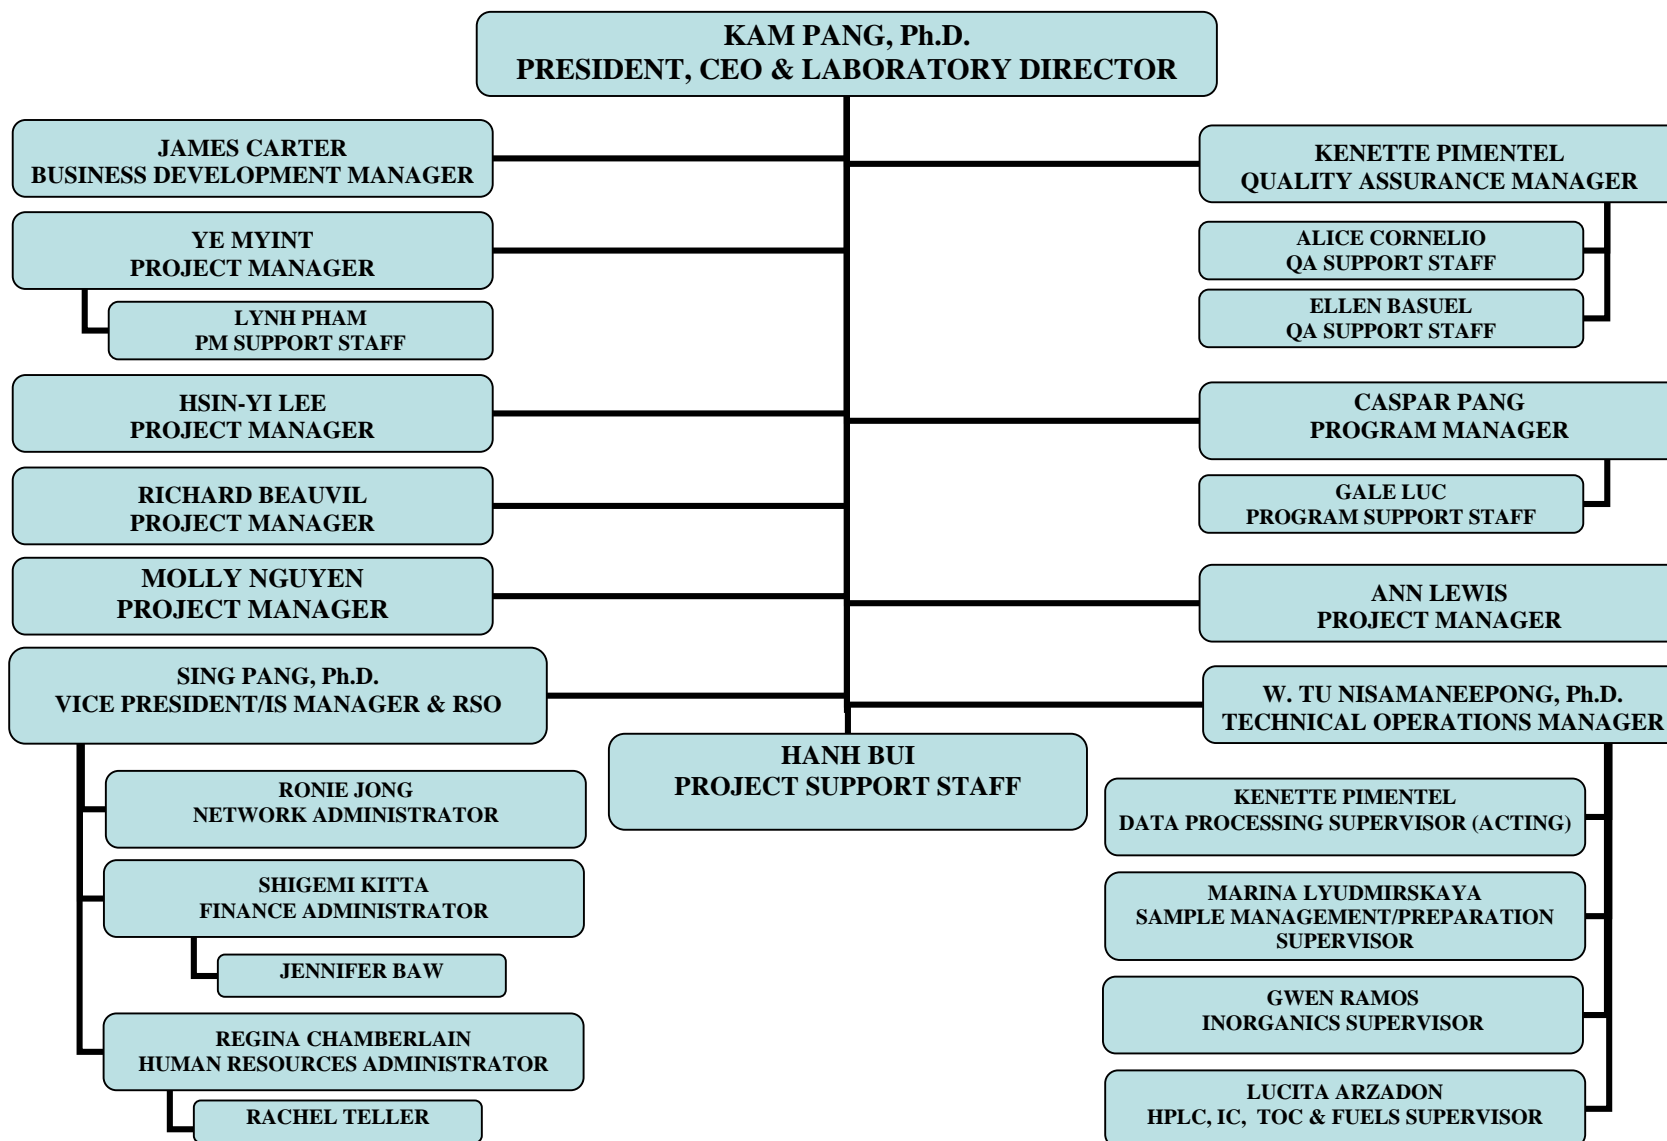 KAM PANG, Ph.D.
PRESIDENT, CEO & LABORATORY DIRECTOR
JAMES CARTER
BUSINESS DEVELOPMENT MANAGER
YE MYINT
PROJECT MANAGER
LYNH PHAM
PM SUPPORT STAFF
HSIN-YI LEE
PROJECT MANAGER
RICHARD BEAUVIL
PROJECT MANAGER
MOLLY NGUYEN
PROJECT MANAGER
SING PANG, Ph.D.
VICE PRESIDENT/IS MANAGER & RSO
RONIE JONG
NETWORK ADMINISTRATOR
SHIGEMI KITTA
FINANCE ADMINISTRATOR
JENNIFER BAW
REGINA CHAMBERLAIN
HUMAN RESOURCES ADMINISTRATOR
RACHEL TELLER
HANH BUI
PROJECT SUPPORT STAFF
KENETTE PIMENTEL
QUALITY ASSURANCE MANAGER
ALICE CORNELIO
QA SUPPORT STAFF
ELLEN BASUEL
QA SUPPORT STAFF
CASPAR PANG
PROGRAM MANAGER
GALE LUC
PROGRAM SUPPORT STAFF
ANN LEWIS
PROJECT MANAGER
W. TU NISAMANEEPONG, Ph.D.
TECHNICAL OPERATIONS MANAGER
KENETTE PIMENTEL
DATA PROCESSING SUPERVISOR (ACTING)
MARINA LYUDMIRSKAYA
SAMPLE MANAGEMENT/PREPARATION
SUPERVISOR
GWEN RAMOS
INORGANICS SUPERVISOR
LUCITA ARZADON
HPLC, IC, TOC & FUELS SUPERVISOR